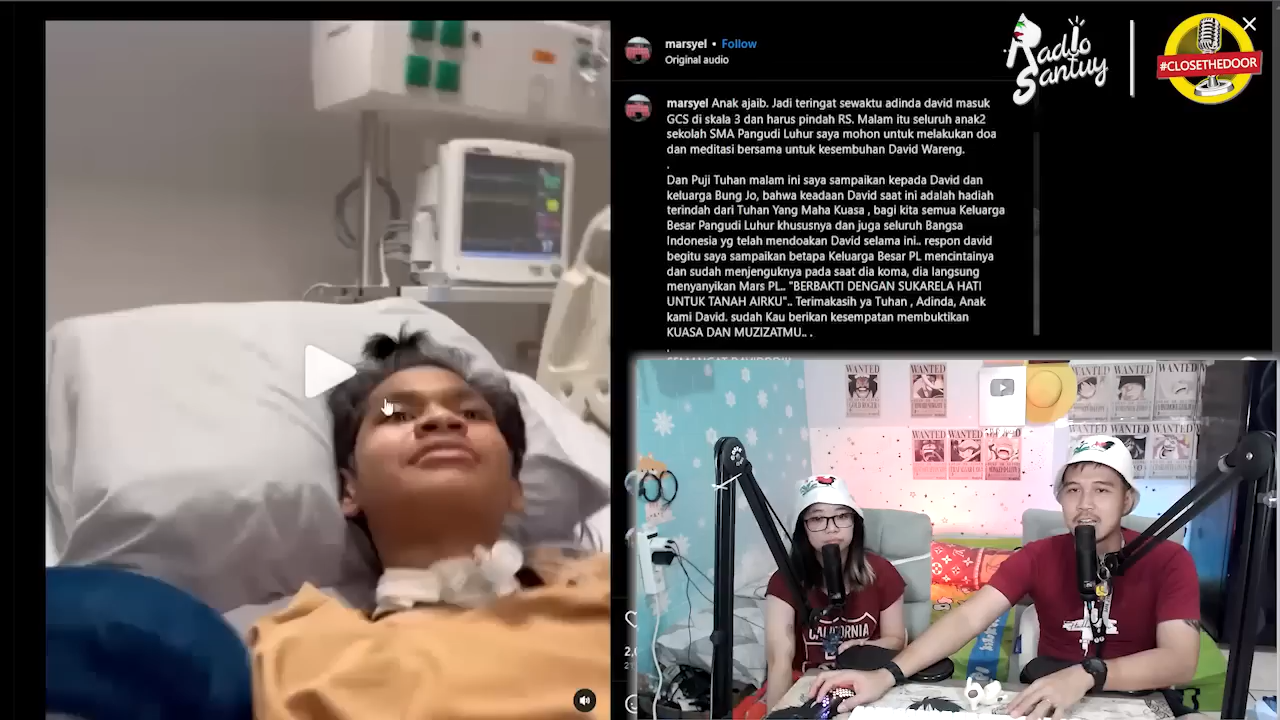 marsyel • Follow
Original audio
Radio Santuy
#CLOSETHEDOOR
marsyel Anak ajaib. Jadi teringat sewaktu adinda david masuk
GCS di skala 3 dan harus pindah RS. Malam itu seluruh anak2
sekolah SMA Pangudi Luhur saya mohon untuk melakukan doa
dan meditasi bersama untuk kesembuhan David Wareng.
.
Dan Puji Tuhan malam ini saya sampaikan kepada David dan
keluarga Bung Jo, bahwa keadaan David saat ini adalah hadiah
terindah dari Tuhan Yang Maha Kuasa , bagi kita semua Keluarga
Besar Pangudi Luhur khususnya dan juga seluruh Bangsa
Indonesia yg telah mendoakan David selama ini.. respon david
begitu saya sampaikan betapa Keluarga Besar PL mencintainya
dan sudah menjenguknya pada saat dia koma, dia langsung
menyanyikan Mars PL.. "BERBAKTI DENGAN SUKARELA HATI
UNTUK TANAH AIRKU".. Terimakasih ya Tuhan , Adinda, Anak
kami David. sudah Kau berikan kesempatan membuktikan
KUASA DAN MUZIZATMU.. .
WANTED
WANTED
WANTED
WANTED
WANTED
WANTED
WANTED
CALIFORNIA